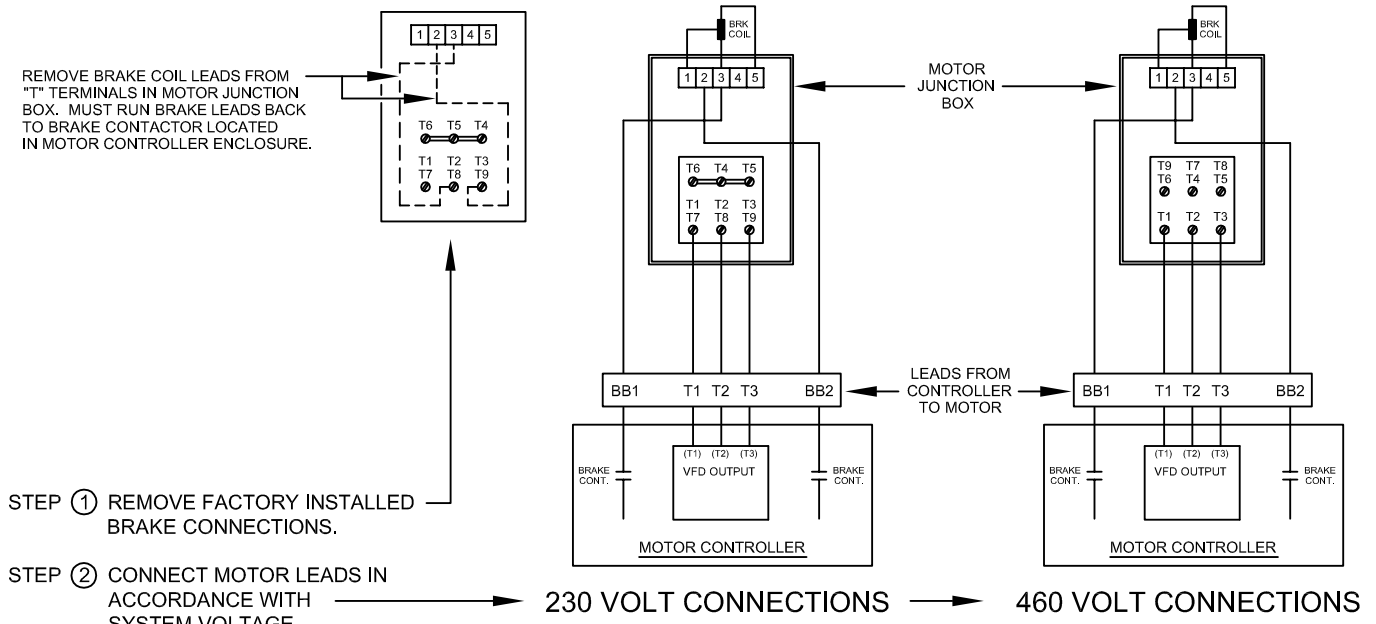 1 2 3 4 5
REMOVE BRAKE COIL LEADS FROM
"T" TERMINALS IN MOTOR JUNCTION
BOX. MUST RUN BRAKE LEADS BACK
TO BRAKE CONTACTOR LOCATED
IN MOTOR CONTROLLER ENCLOSURE.
T6 T5 T4
T1 T2 T3
T7 T8 T9
STEP 1 REMOVE FACTORY INSTALLED
BRAKE CONNECTIONS.
STEP 2 CONNECT MOTOR LEADS IN
ACCORDANCE WITH
SYSTEM VOLTAGE
BRK
COIL
1 2 3 4 5
T6 T4 T5
T1 T2 T3
T7 T8 T9
BB1 T1 T2 T3 BB2
(T1) (T2) (T3)
VFD OUTPUT
BRAKE
CONT.
BRAKE
CONT.
MOTOR CONTROLLER
230 VOLT CONNECTIONS
MOTOR
JUNCTION
BOX
LEADS FROM
CONTROLLER
TO MOTOR
BRK
COIL
1 2 3 4 5
T9 T7 T8
T6 T4 T5
T1 T2 T3
BB1 T1 T2 T3 BB2
(T1) (T2) (T3)
VFD OUTPUT
BRAKE
CONT.
BRAKE
CONT.
MOTOR CONTROLLER
460 VOLT CONNECTIONS